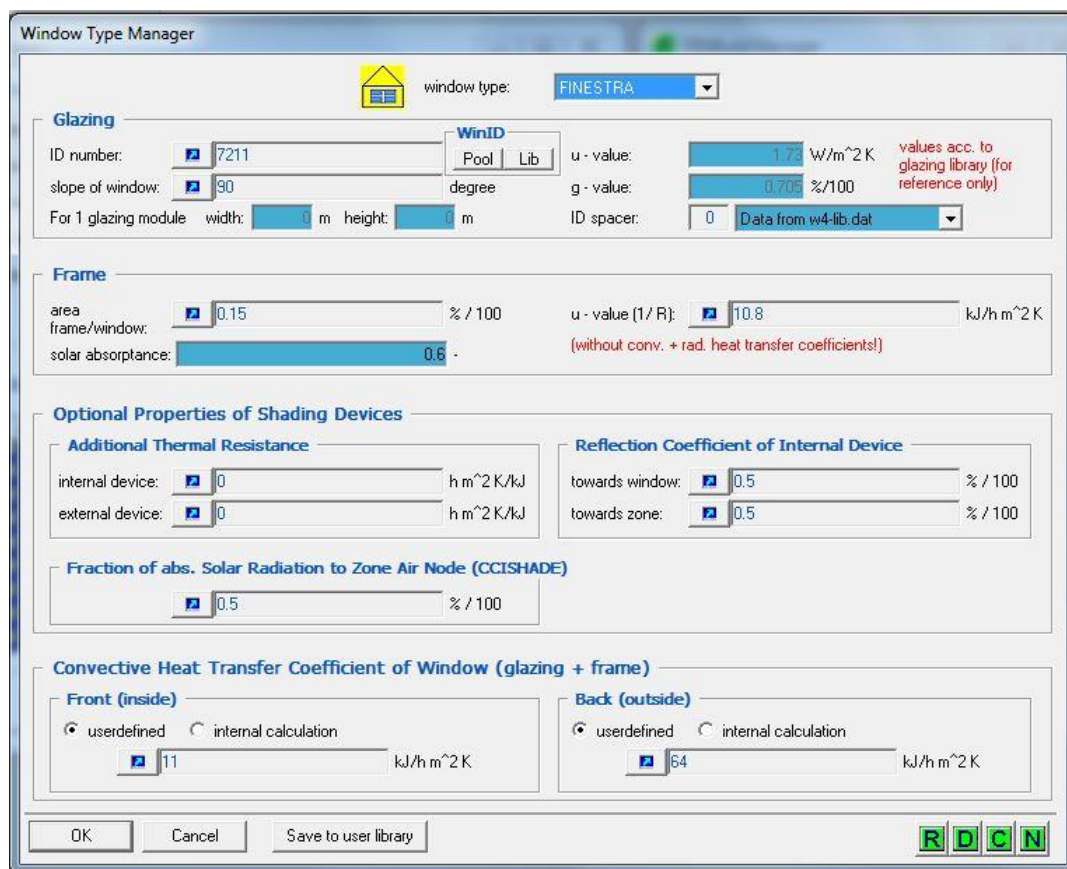 Window Type Manager
window type: FINESTRA
Glazing
WinID
ID number: 7211 Pool Lib u - value: 1.73 W/m^2 K
values acc. to
glazing library (for
reference only)
slope of window: 90 degree g - value: 0.705 %/100
For 1 glazing module width: 0 m height: 0 m ID spacer: 0 Data from w4-lib.dat
Frame
area
frame/window: 0.15 % / 100 u - value (1/ R): 10.8 kJ/h m^2 K
solar absorptance: 0.6 - (without conv. + rad. heat transfer coefficients!)
Optional Properties of Shading Devices
Additional Thermal Resistance
internal device: 0 h m^2 K/kJ
external device: 0 h m^2 K/kJ
Reflection Coefficient of Internal Device
towards window: 0.5 % / 100
towards zone: 0.5 % / 100
Fraction of abs. Solar Radiation to Zone Air Node (CCISHADE)
0.5 % / 100
Convective Heat Transfer Coefficient of Window (glazing + frame)
Front (inside)
userdefined internal calculation
11 kJ/h m^2 K
Back (outside)
userdefined internal calculation
64 kJ/h m^2 K
OK Cancel Save to user library R D C N